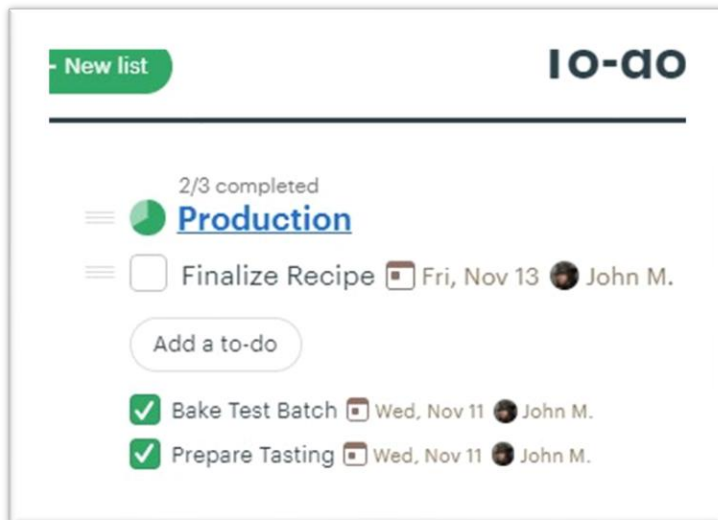 New list
To-do
2/3 completed
Production
Finalize Recipe Fri, Nov 13 John M.
Add a to-do
Bake Test Batch Wed, Nov 11 John M.
Prepare Tasting Wed, Nov 11 John M.